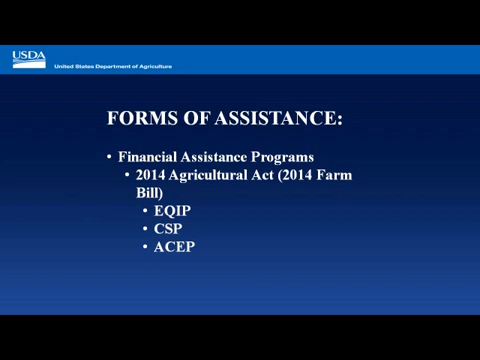 USDA
United States Department of Agriculture
FORMS OF ASSISTANCE:
• Financial Assistance Programs
• 2014 Agricultural Act (2014 Farm
Bill)
• EQIP
• CSP
• ACEP